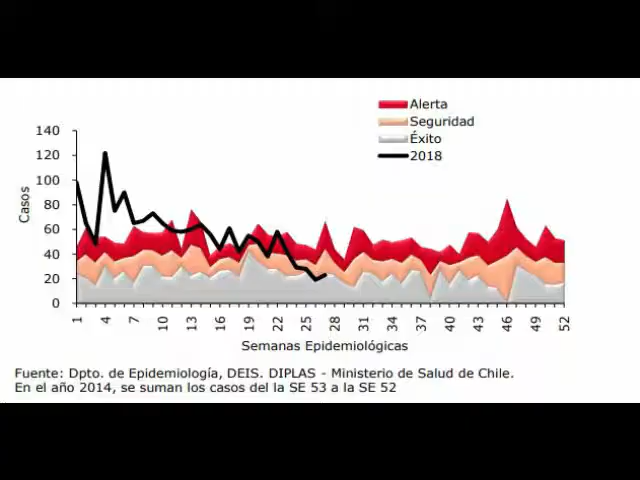 Alerta
Seguridad
Éxito
2018
140
120
100
80
60
40
20
0
Casos
1 4 7 10 13 16 19 22 25 28 31 34 37 40 43 46 49 52
Semanas Epidemiológicas
Fuente: Dpto. de Epidemiología, DEIS. DIPLAS - Ministerio de Salud de Chile.
En el año 2014, se suman los casos del la SE 53 a la SE 52